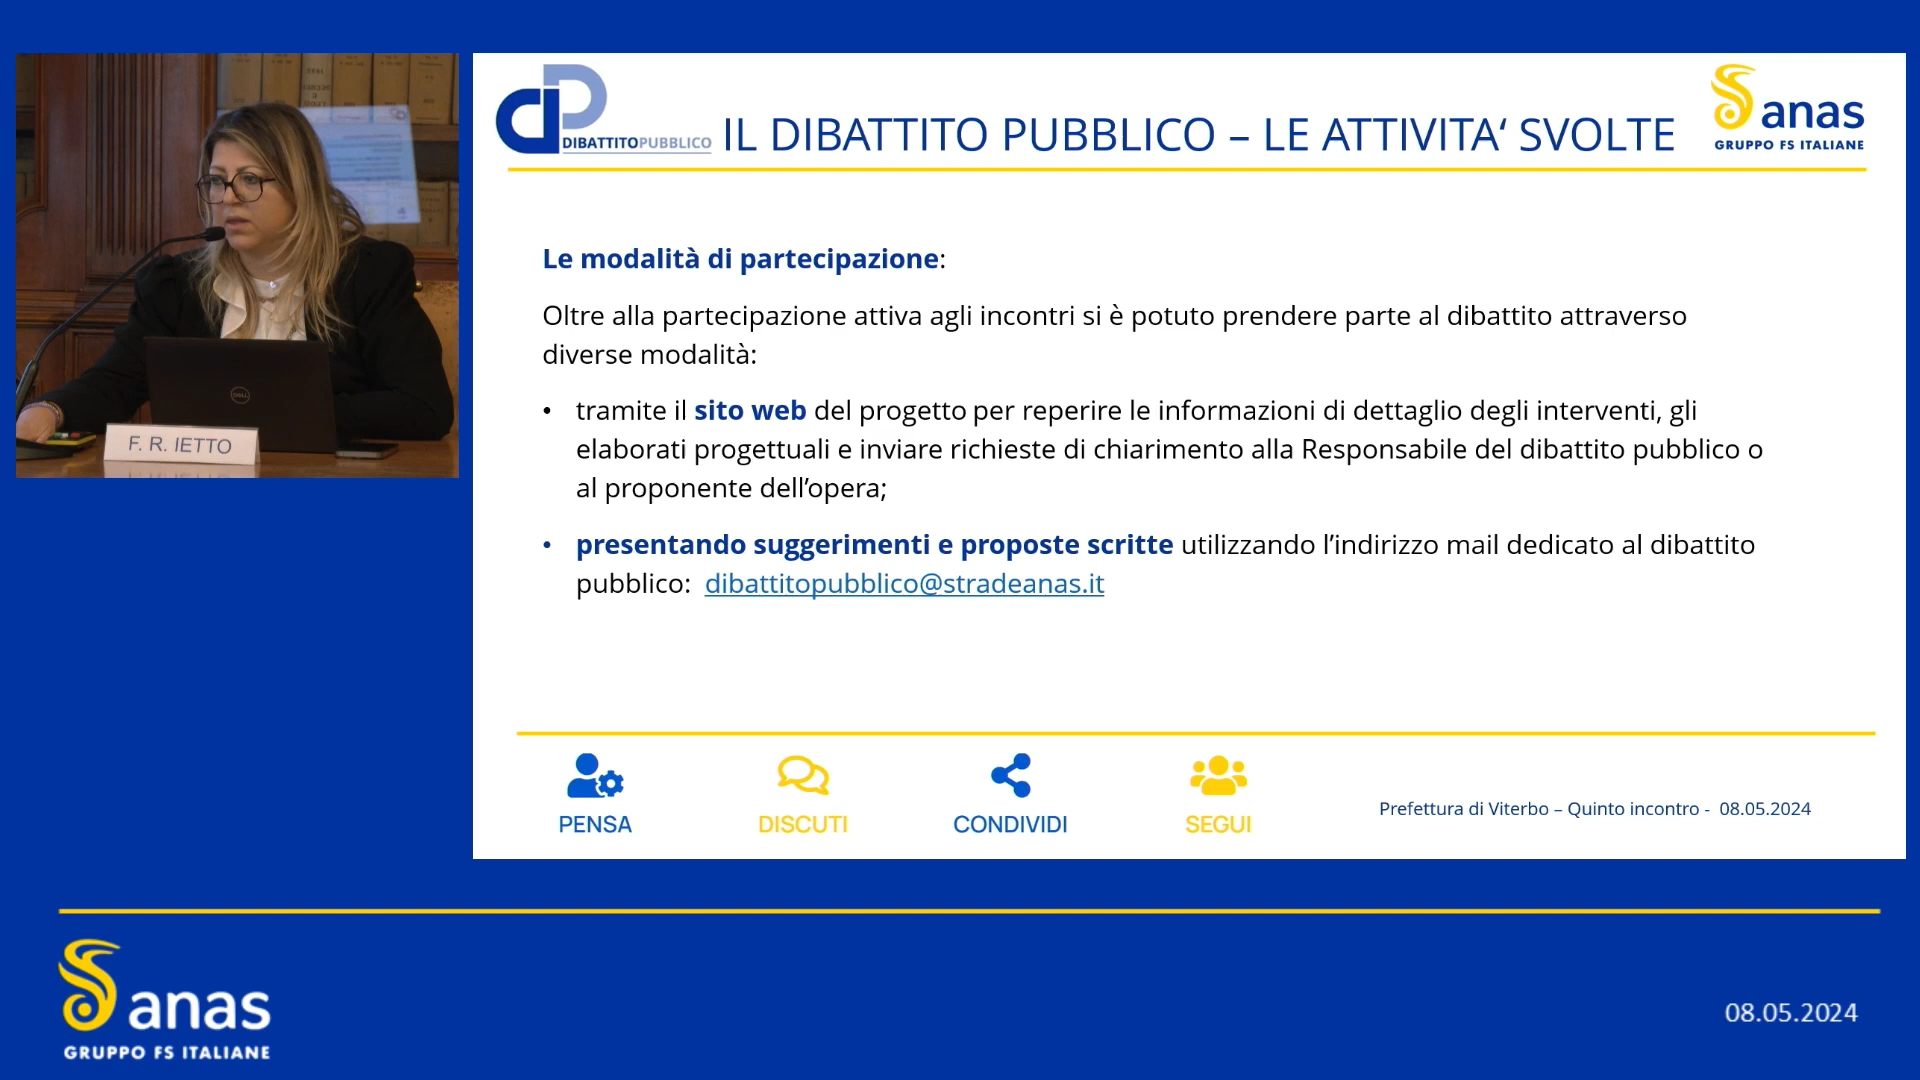 DIBATTITOPUBBLICO
IL DIBATTITO PUBBLICO – LE ATTIVITA‘ SVOLTE
anas
GRUPPO FS ITALIANE
Le modalità di partecipazione:
Oltre alla partecipazione attiva agli incontri si è potuto prendere parte al dibattito attraverso
diverse modalità:
• tramite il sito web del progetto per reperire le informazioni di dettaglio degli interventi, gli
elaborati progettuali e inviare richieste di chiarimento alla Responsabile del dibattito pubblico o
al proponente dell’opera;
• presentando suggerimenti e proposte scritte utilizzando l’indirizzo mail dedicato al dibattito
pubblico: dibattitopubblico@stradeanas.it
F. R. IETTO
DELL
PENSA
DISCUTI
CONDIVIDI
SEGUI
Prefettura di Viterbo – Quinto incontro - 08.05.2024
anas
GRUPPO FS ITALIANE
08.05.2024